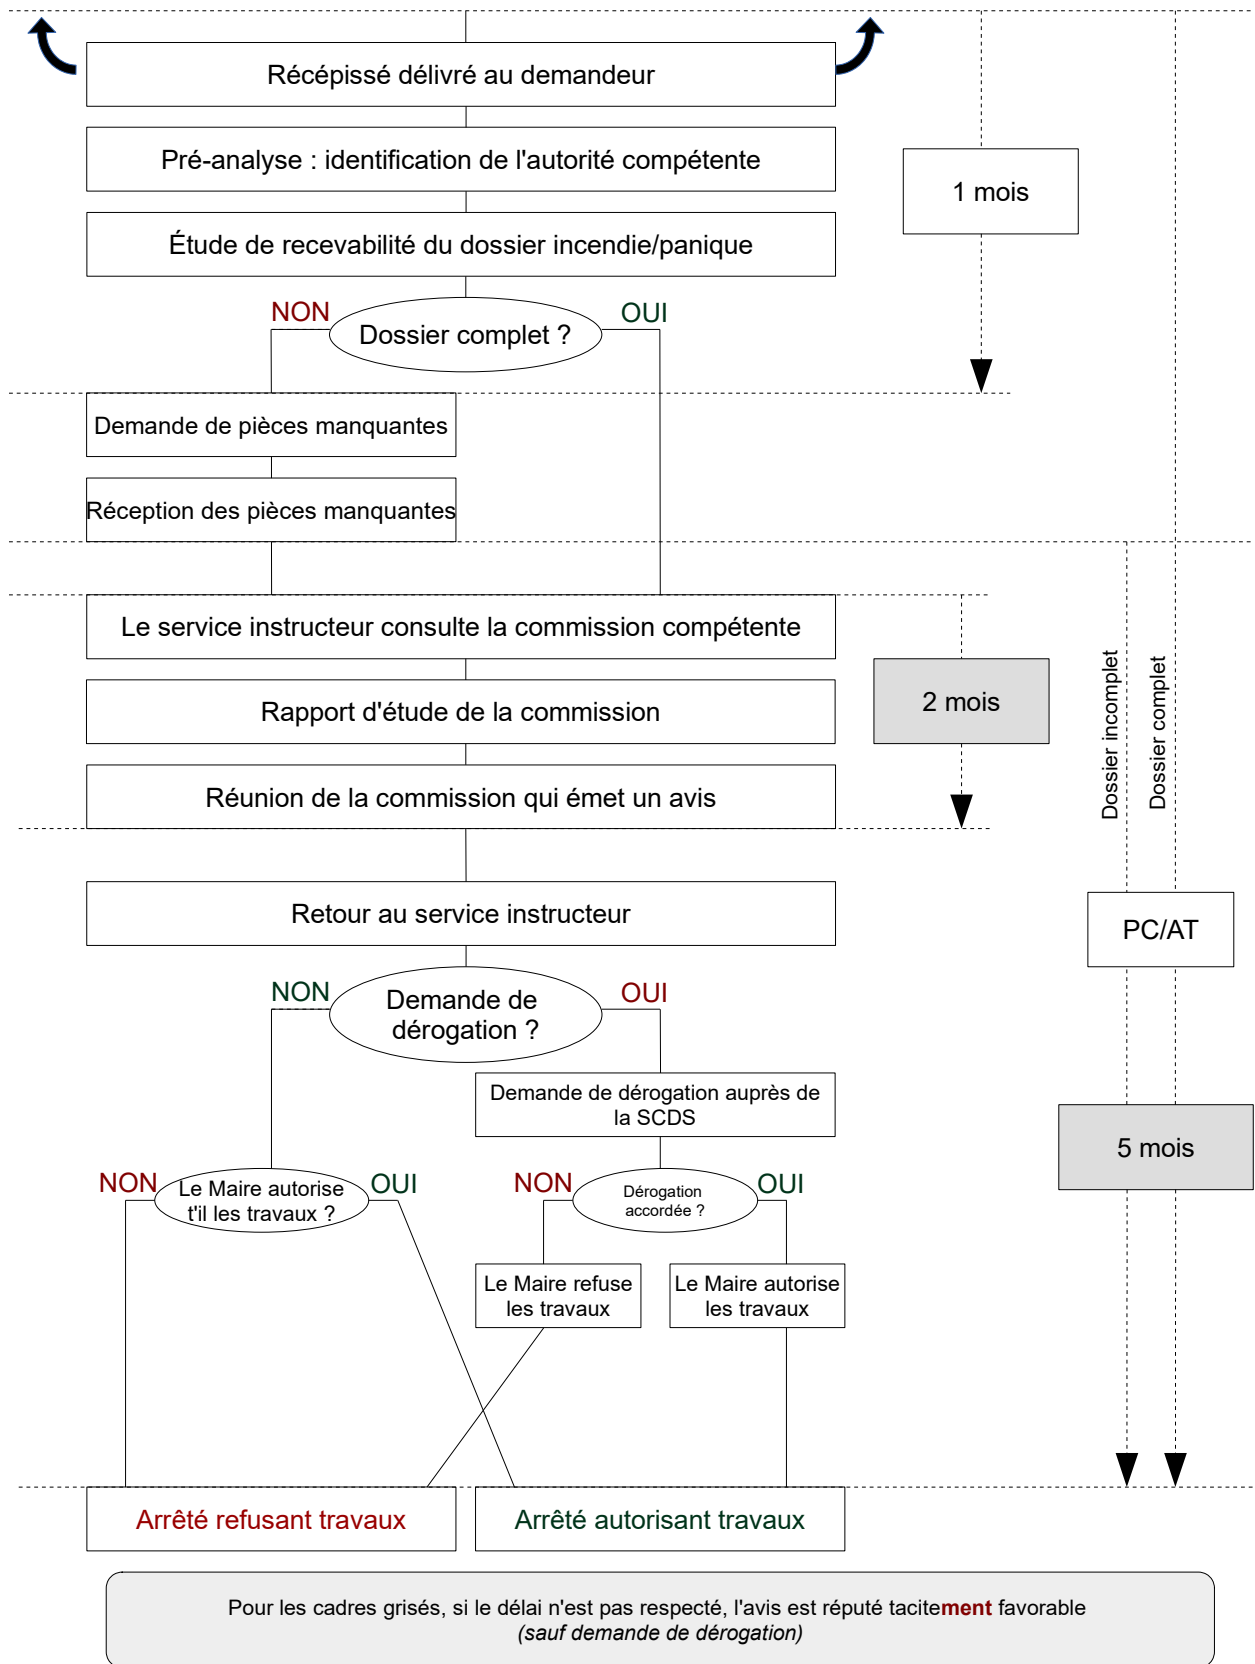 Récépissé délivré au demandeur
Pré-analyse : identification de l'autorité compétente
1 mois
Étude de recevabilité du dossier incendie/panique
NON
OUI
Dossier complet ?
Demande de pièces manquantes
Réception des pièces manquantes
Le service instructeur consulte la commission compétente
Rapport d'étude de la commission
2 mois
Dossier incomplet
Dossier complet
Réunion de la commission qui émet un avis
Retour au service instructeur
PC/AT
NON
OUI
Demande de
dérogation ?
Demande de dérogation auprès de
la SCDS
5 mois
NON
Le Maire autorise
t'il les travaux ?
OUI
NON
Dérogation
accordée ?
OUI
Le Maire refuse
les travaux
Le Maire autorise
les travaux
Arrêté refusant travaux
Arrêté autorisant travaux
Pour les cadres grisés, si le délai n'est pas respecté, l'avis est réputé tacitement favorable
(sauf demande de dérogation)